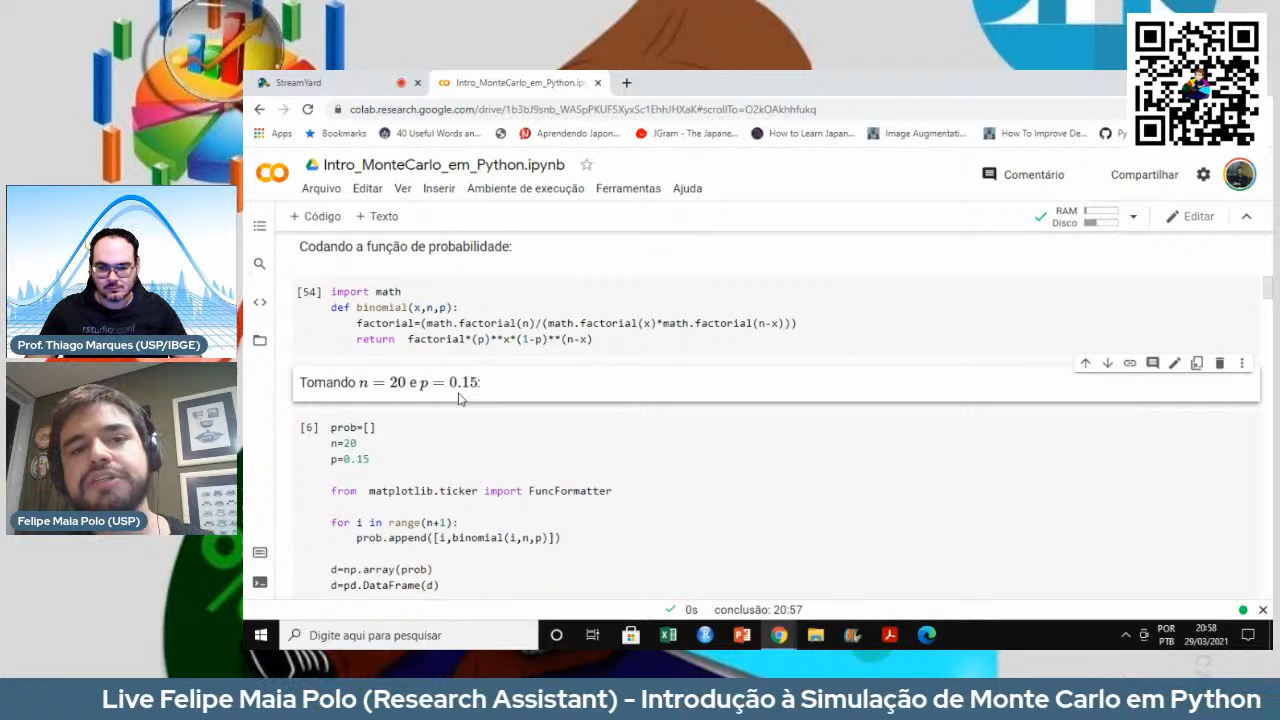 StreamYard
Intro_MonteCarlo_em_Python.ip
colab.research.google.com/drive/1b3bJ9srdn_WASpPKUF5XyxSc1EhhJHXaK#scrollTo=O2kOAkhhfukq
Apps
Bookmarks
40 Useful Words an...
Aprendendo Japon...
JGram - The Japane...
How to Learn Japan...
Image Augmentati...
How To Improve De...
Intro_MonteCarlo_em_Python.ipynb
Comentário
Compartilhar
Arquivo Editar Ver Inserir Ambiente de execução Ferramentas Ajuda
+ Código + Texto
RAM
Disco
Editar
Codando a função de probabilidade:
[54] import math
def binomial(x,n,p):
factorial=(math.factorial(n)/(math.factorial(x)*math.factorial(n-x)))
return factorial*(p)**x*(1-p)**(n-x)
Tomando n = 20 e p = 0.15:
[6] prob=[]
n=20
p=0.15
from matplotlib.ticker import FuncFormatter
for i in range(n+1):
prob.append([i,binomial(i,n,p)])
d=np.array(prob)
d=pd.DataFrame(d)
0s conclusão: 20:57
Digite aqui para pesquisar
POR
PTB
20:58
29/03/2021
rstudio::conf
Prof. Thiago Marques (USP/IBGE)
Felipe Maia Polo (USP)
Live Felipe Maia Polo (Research Assistant) - Introdução à Simulação de Monte Carlo em Python